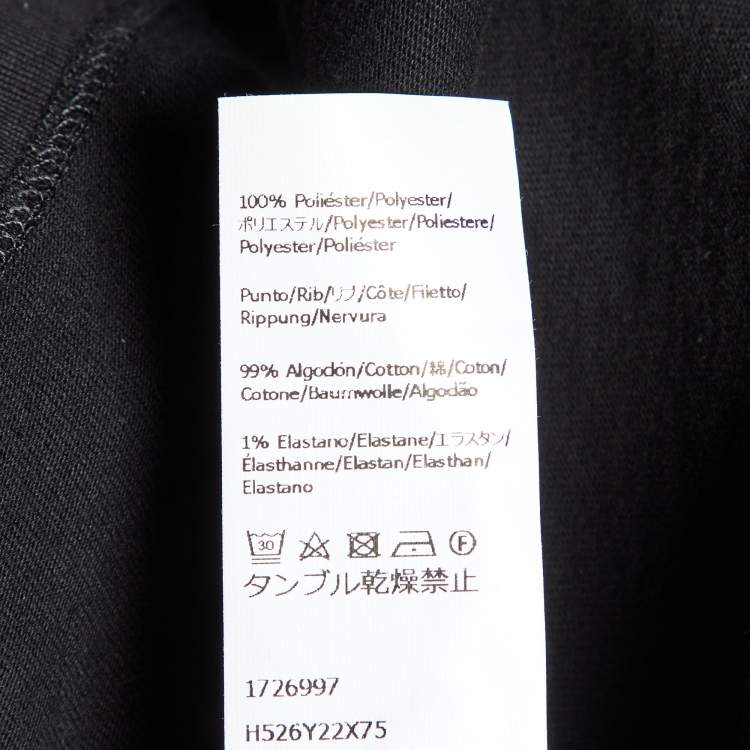 100% Poliéster/Polyester/
ポリエステル/Polyester/Poliestere/
Polyester/Poliéster
Punto/Rib/リブ/Côte/Filetto/
Rippung/Nervura
99% Algodón/Cotton/綿/Coton/
Cotone/Baumwolle/Algodão
1% Elastano/Elastane/エラスタン/
Élasthanne/Elastan/Elasthan/
Elastano
30 F
タンブル乾燥禁止
1726997
H526Y22X75